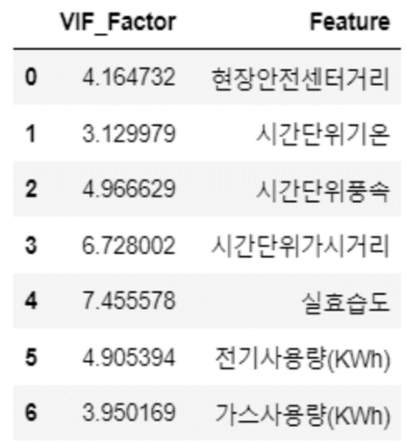 VIF_Factor Feature
0 4.164732 현장안전센터거리
1 3.129979 시간단위기온
2 4.966629 시간단위풍속
3 6.728002 시간단위가시거리
4 7.455578 실효습도
5 4.905394 전기사용량(KWh)
6 3.950169 가스사용량(KWh)